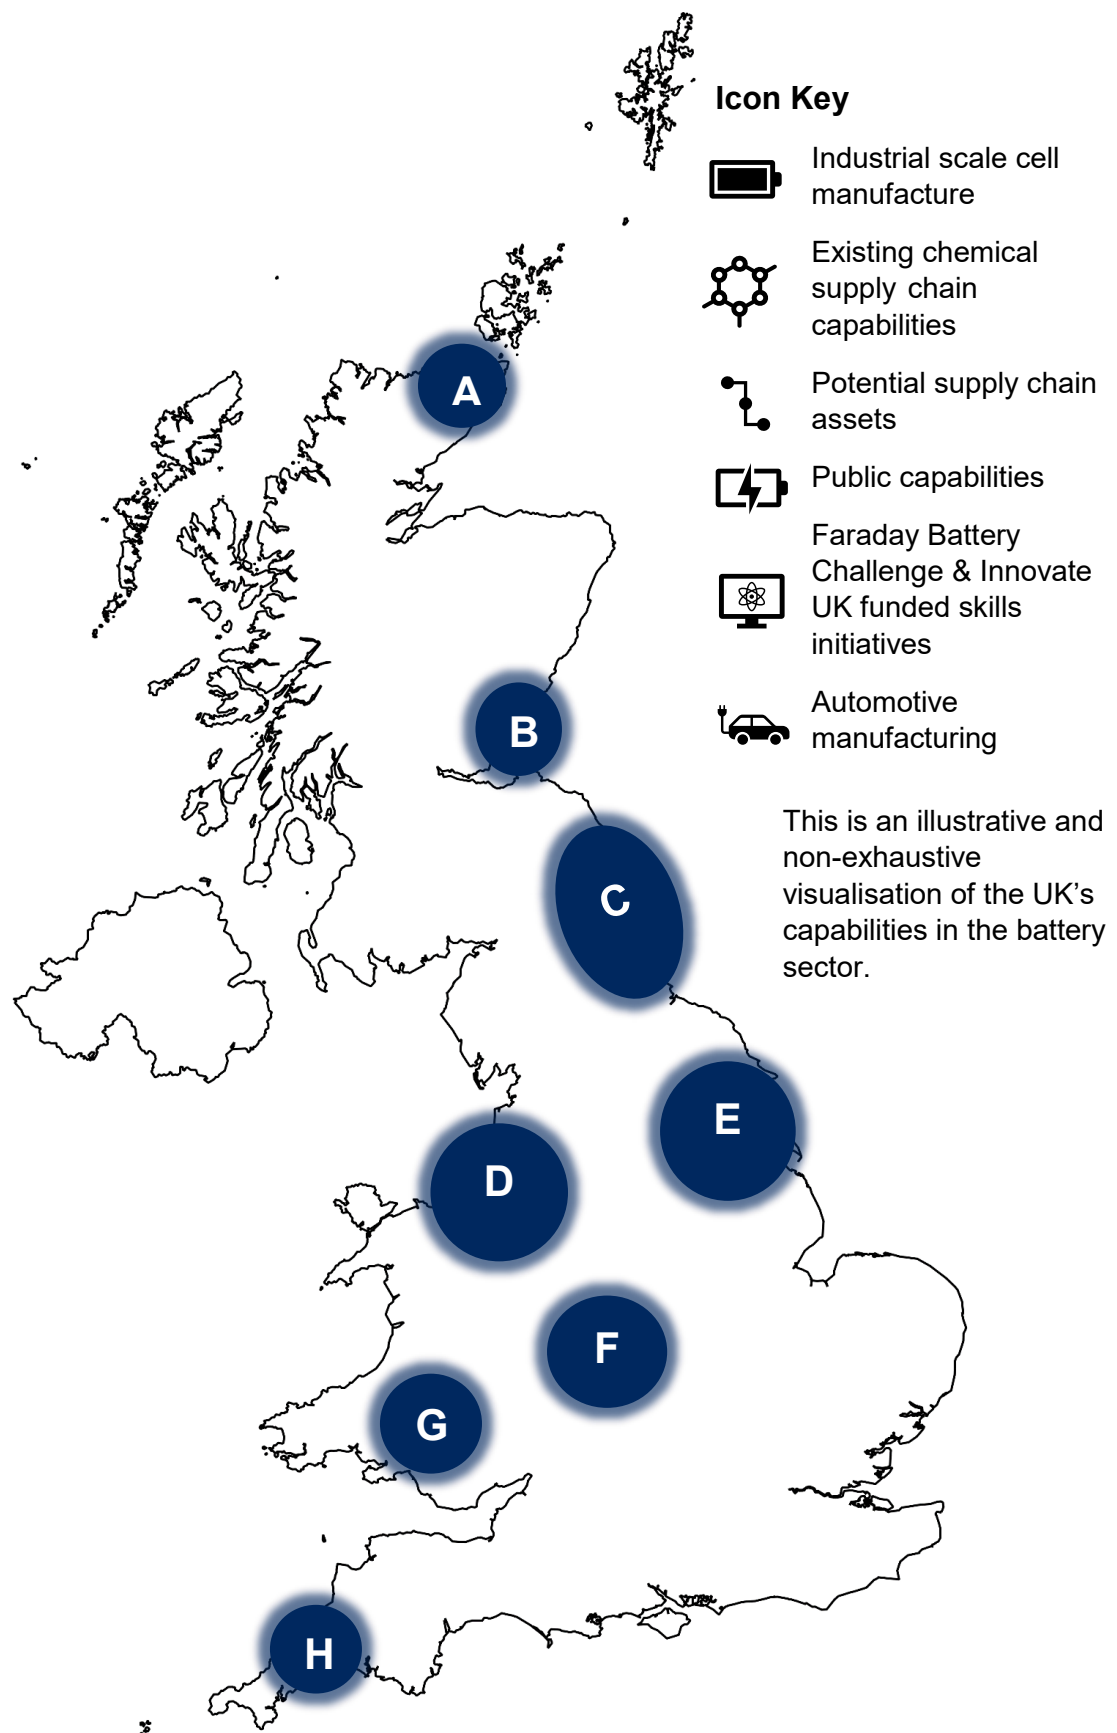 Icon Key
Industrial scale cell
manufacture
Existing chemical
supply chain
capabilities
Potential supply chain
assets
Public capabilities
Faraday Battery
Challenge & Innovate
UK funded skills
initiatives
Automotive
manufacturing
This is an illustrative and
non-exhaustive
visualisation of the UK’s
capabilities in the battery
sector.
A
B
C
D
E
F
G
H